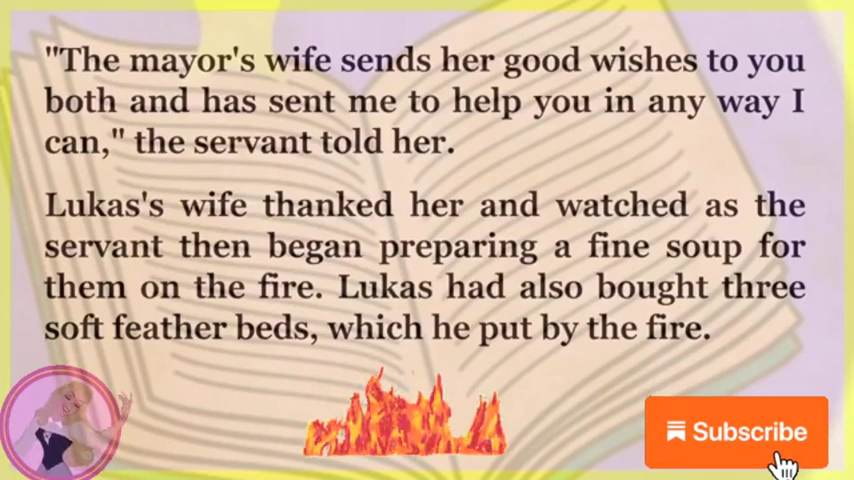 "The mayor's wife sends her good wishes to you
both and has sent me to help you in any way I
can," the servant told her.
Lukas's wife thanked her and watched as the
servant then began preparing a fine soup for
them on the fire. Lukas had also bought three
soft feather beds, which he put by the fire.
Subscribe